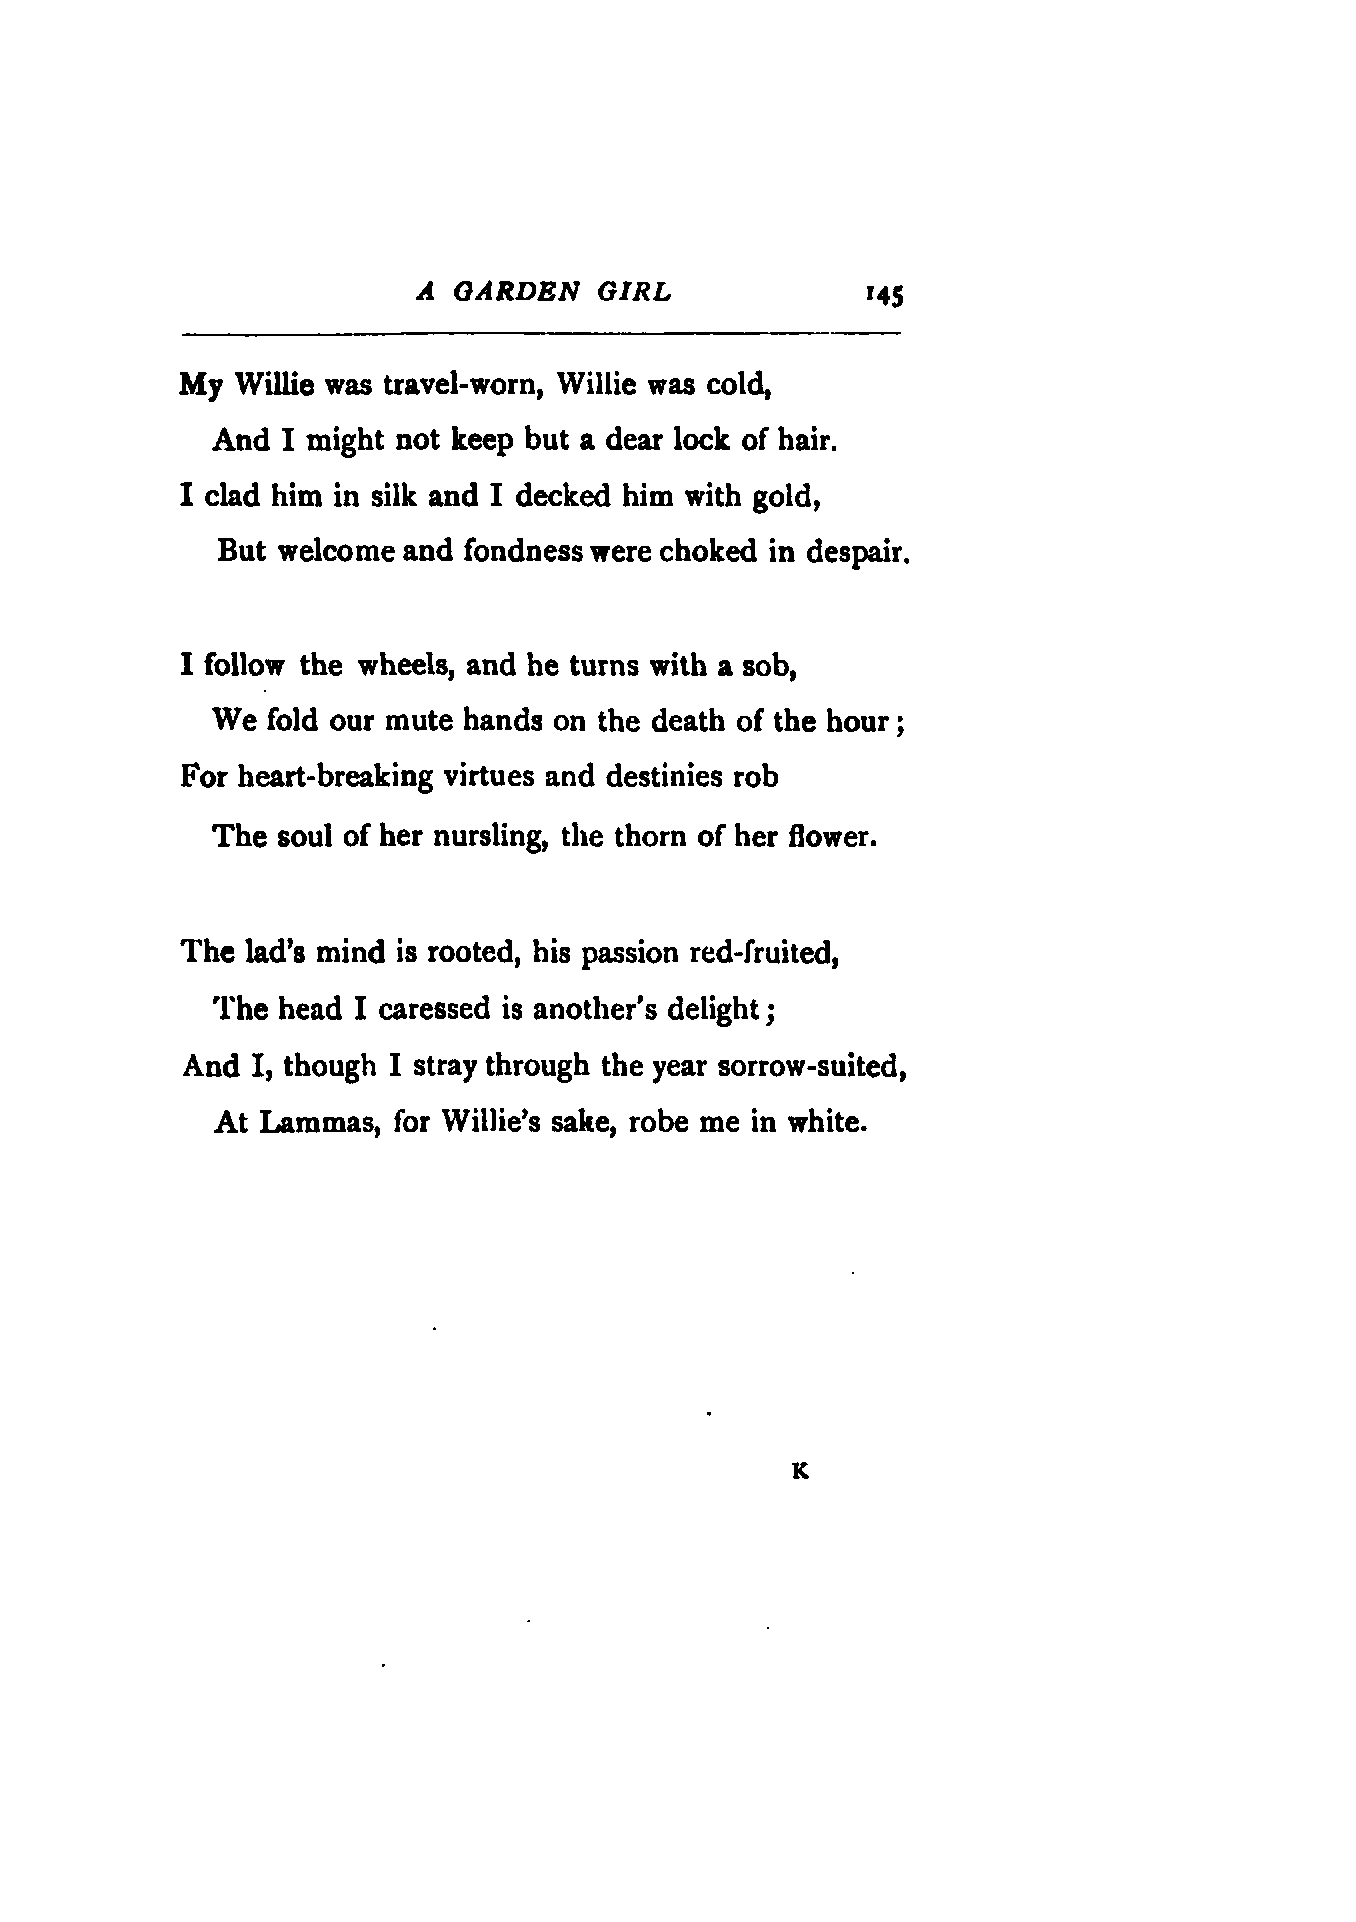 A GARDEN GIRL 145
My Willie was travel-worn, Willie was cold,
And I might not keep but a dear lock of hair.
I clad him in silk and I decked him with gold,
But welcome and fondness were choked in despair.
I follow the wheels, and he turns with a sob,
We fold our mute hands on the death of the hour;
For heart-breaking virtues and destinies rob
The soul of her nursling, the thorn of her flower.
The lad's mind is rooted, his passion red-fruited,
The head I caressed is another's delight;
And I, though I stray through the year sorrow-suited,
At Lammas, for Willie's sake, robe me in white.
K